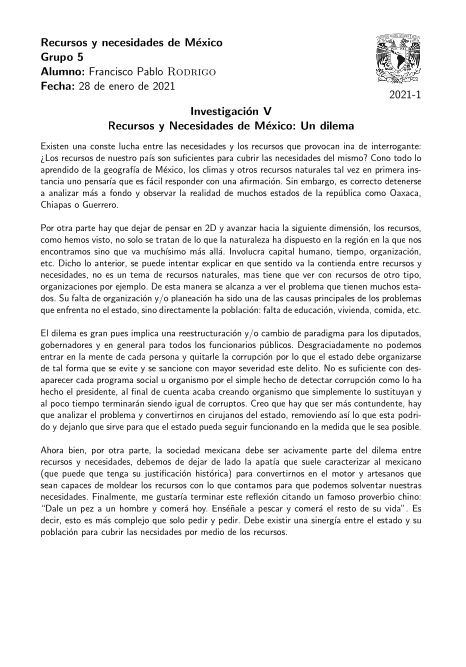 Recursos y necesidades de México
Grupo 5
Alumno: Francisco Pablo RODRIGO
Fecha: 28 de enero de 2021
2021-1
Investigación V
Recursos y Necesidades de México: Un dilema
Existen una conste lucha entre las necesidades y los recursos que provocan ina de interrogante:
¿Los recursos de nuestro país son suficientes para cubrir las necesidades del mismo? Cono todo lo
aprendido de la geografía de México, los climas y otros recursos naturales tal vez en primera ins-
tancia uno pensaría que es fácil responder con una afirmación. Sin embargo, es correcto detenerse
a analizar más a fondo y observar la realidad de muchos estados de la república como Oaxaca,
Chiapas o Guerrero.
Por otra parte hay que dejar de pensar en 2D y avanzar hacia la siguiente dimensión, los recursos,
como hemos visto, no solo se tratan de lo que la naturaleza ha dispuesto en la región en la que nos
encontramos sino que va muchísimo más allá. Involucra capital humano, tiempo, organización,
etc. Dicho lo anterior, se puede intentar explicar en que sentido va la contienda entre recursos y
necesidades, no es un tema de recursos naturales, mas tiene que ver con recursos de otro tipo,
organizaciones por ejemplo. De esta manera se alcanza a ver el problema que tienen muchos esta-
dos. Su falta de organización y/o planeación ha sido una de las causas principales de los problemas
que enfrenta no el estado, sino directamente la población: falta de educación, vivienda, comida, etc.
El dilema es gran pues implica una reestructuración y/o cambio de paradigma para los diputados,
gobernadores y en general para todos los funcionarios públicos. Desgraciadamente no podemos
entrar en la mente de cada persona y quitarle la corrupción por lo que el estado debe organizarse
de tal forma que se evite y se sancione con mayor severidad este delito. No es suficiente con des-
aparecer cada programa social u organismo por el simple hecho de detectar corrupción como lo ha
hecho el presidente, al final de cuenta acaba creando organismo que simplemente lo sustituyan y
al poco tiempo terminarán siendo igual de corruptos. Creo que hay que ser más contundente, hay
que analizar el problema y convertirnos en cirujanos del estado, removiendo así lo que esta podri-
do y dejanlo que sirve para que el estado pueda seguir funcionando en la medida que le sea posible.
Ahora bien, por otra parte, la sociedad mexicana debe ser acivamente parte del dilema entre
recursos y necesidades, debemos de dejar de lado la apatía que suele caracterizar al mexicano
(que puede que tenga su justificación histórica) para convertirnos en el motor y artesanos que
sean capaces de moldear los recursos con lo que contamos para que podemos solventar nuestras
necesidades. Finalmente, me gustaría terminar este reflexión citando un famoso proverbio chino:
"Dale un pez a un hombre y comerá hoy. Enséñale a pescar y comerá el resto de su vida". Es
decir, esto es más complejo que solo pedir y pedir. Debe existir una sinergía entre el estado y su
población para cubrir las necsidades por medio de los recursos.